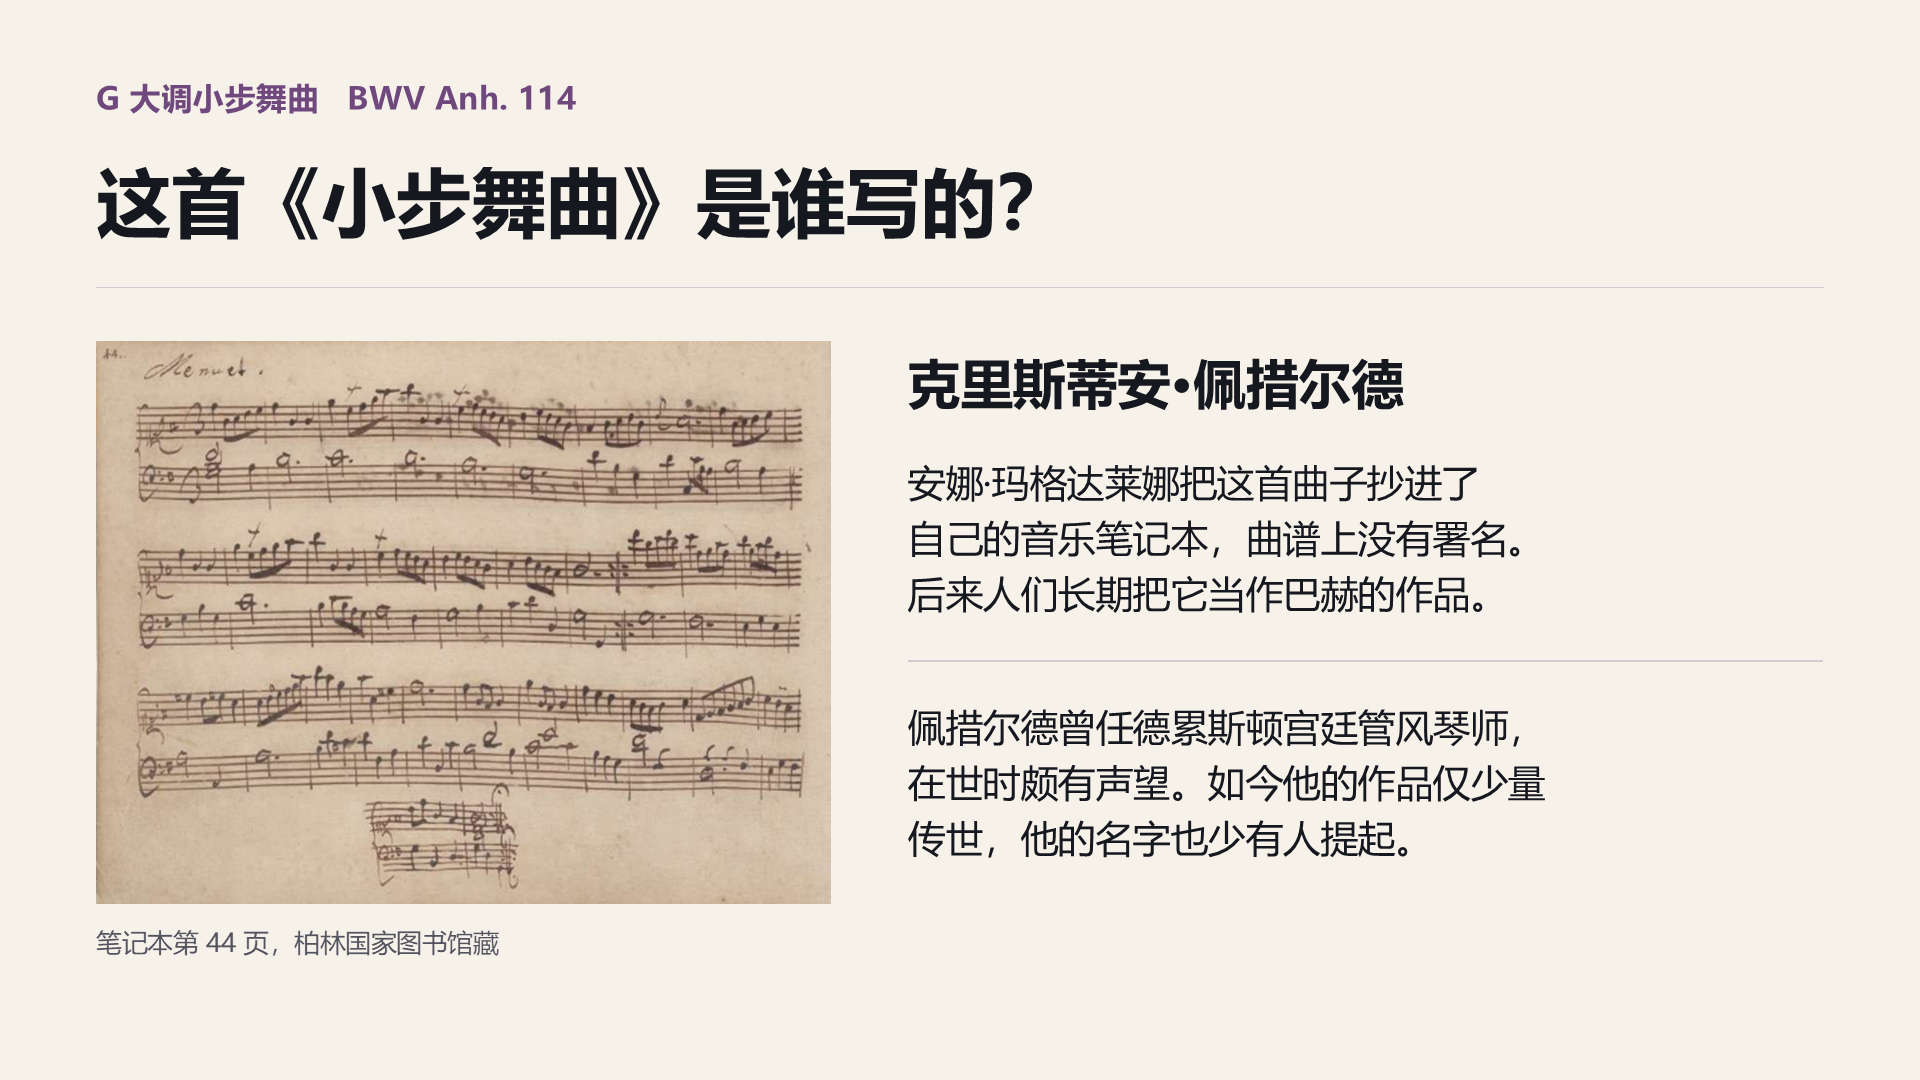 G 大调小步舞曲 BWV Anh. 114
这首《小步舞曲》是谁写的？
44.
Menuet.
克里斯蒂安·佩措尔德
安娜·玛格达莱娜把这首曲子抄进了
自己的音乐笔记本，曲谱上没有署名。
后来人们长期把它当作巴赫的作品。
佩措尔德曾任德累斯顿宫廷管风琴师，
在世时颇有声望。如今他的作品仅少量
传世，他的名字也少有人提起。
笔记本第 44 页，柏林国家图书馆藏